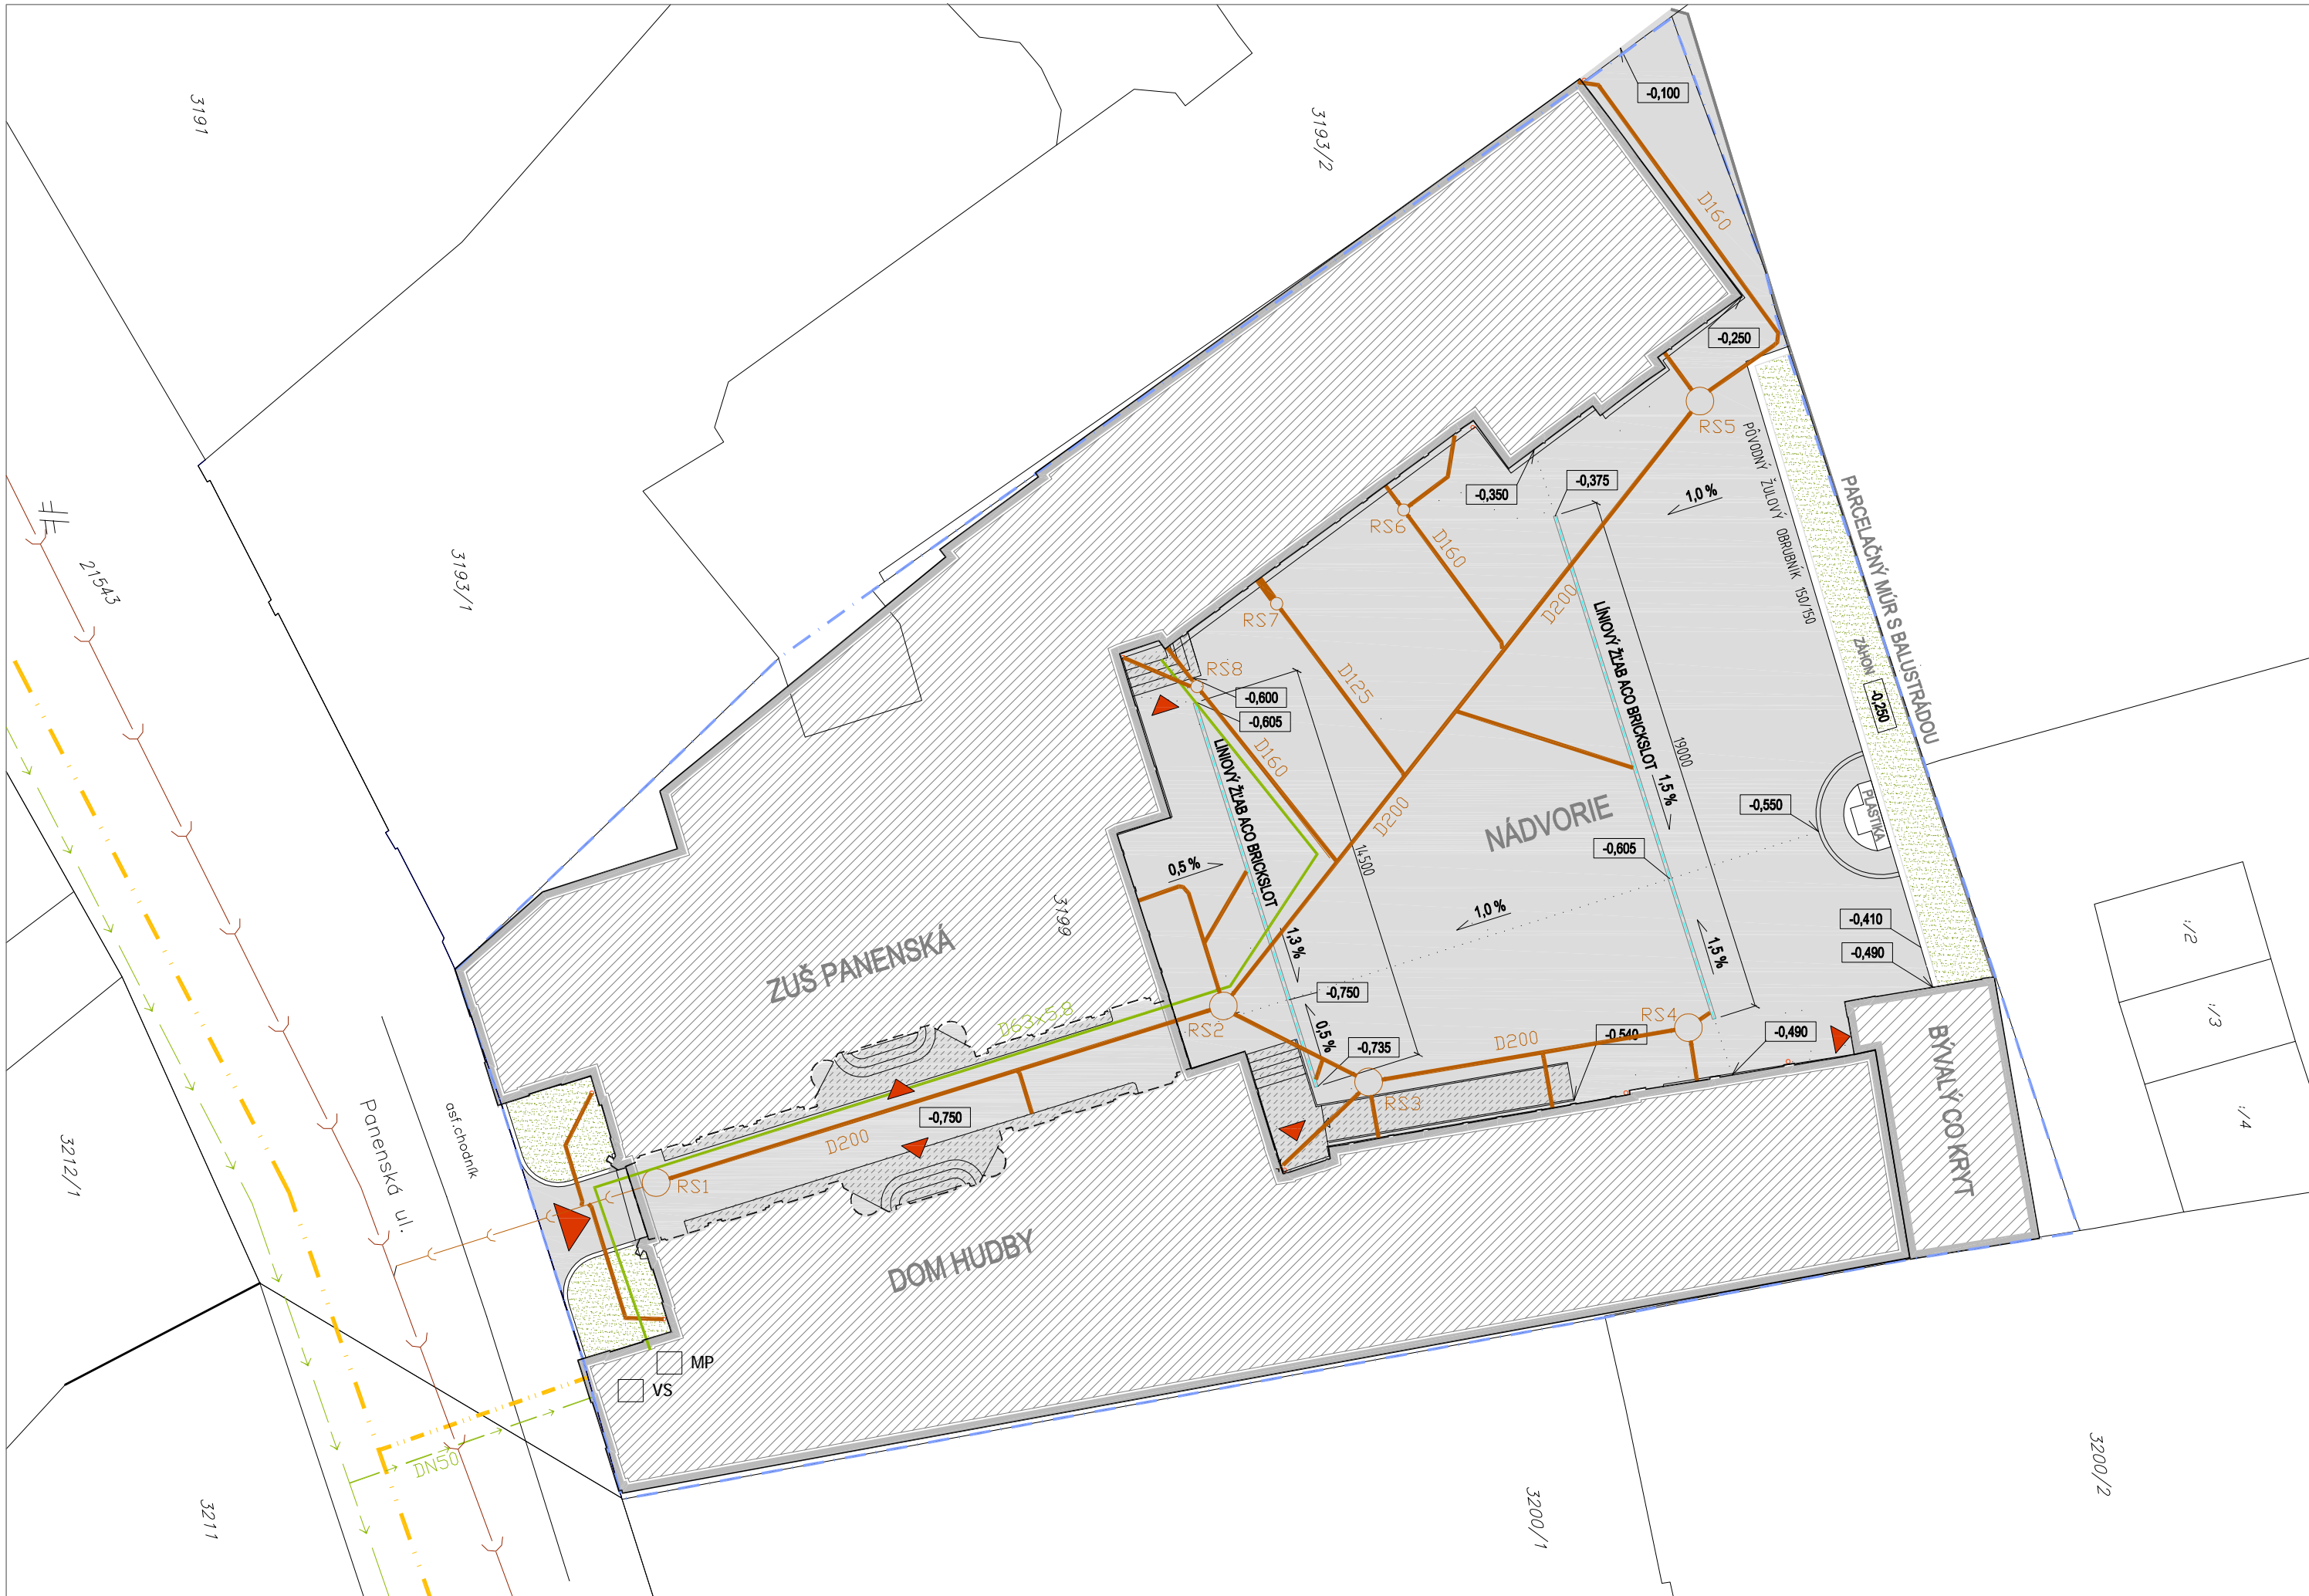 3191
3193/2
-0,100
D160
-0,250
RS5
PÔVODNÝ ŽULOVÝ OBRUBNÍK 150/150
PARCELAČNÝ MÚR S BALUSTRÁDOU
-0,375
-0,350
1,0 %
RS6
D160
21543
3193/1
D200
RS7
LÍNIOVÝ ŽĽAB ACO BRICKSLOT
1,5 %
ZÁHON
-0,250
RS8
-0,600
-0,605
D125
19000
LÍNIOVÝ ŽĽAB ACO BRICKSLOT
D160
D200
NÁDVORIE
-0,550
PLASTIKA
-0,605
14500
0,5 %
3199
1,0 %
-0,410
-0,490
1,3 %
1,5 %
ZUŠ PANENSKÁ
-0,750
D63x5.8
RS2
0,5 %
-0,735
D200
RS4
-0,540
-0,490
BÝVALÝ CO KRYT
RS3
-0,750
D200
RS1
Panenská ul.
asf.chodník
3212/1
DOM HUDBY
MP
VS
DN50
3211
3200/1
3200/2